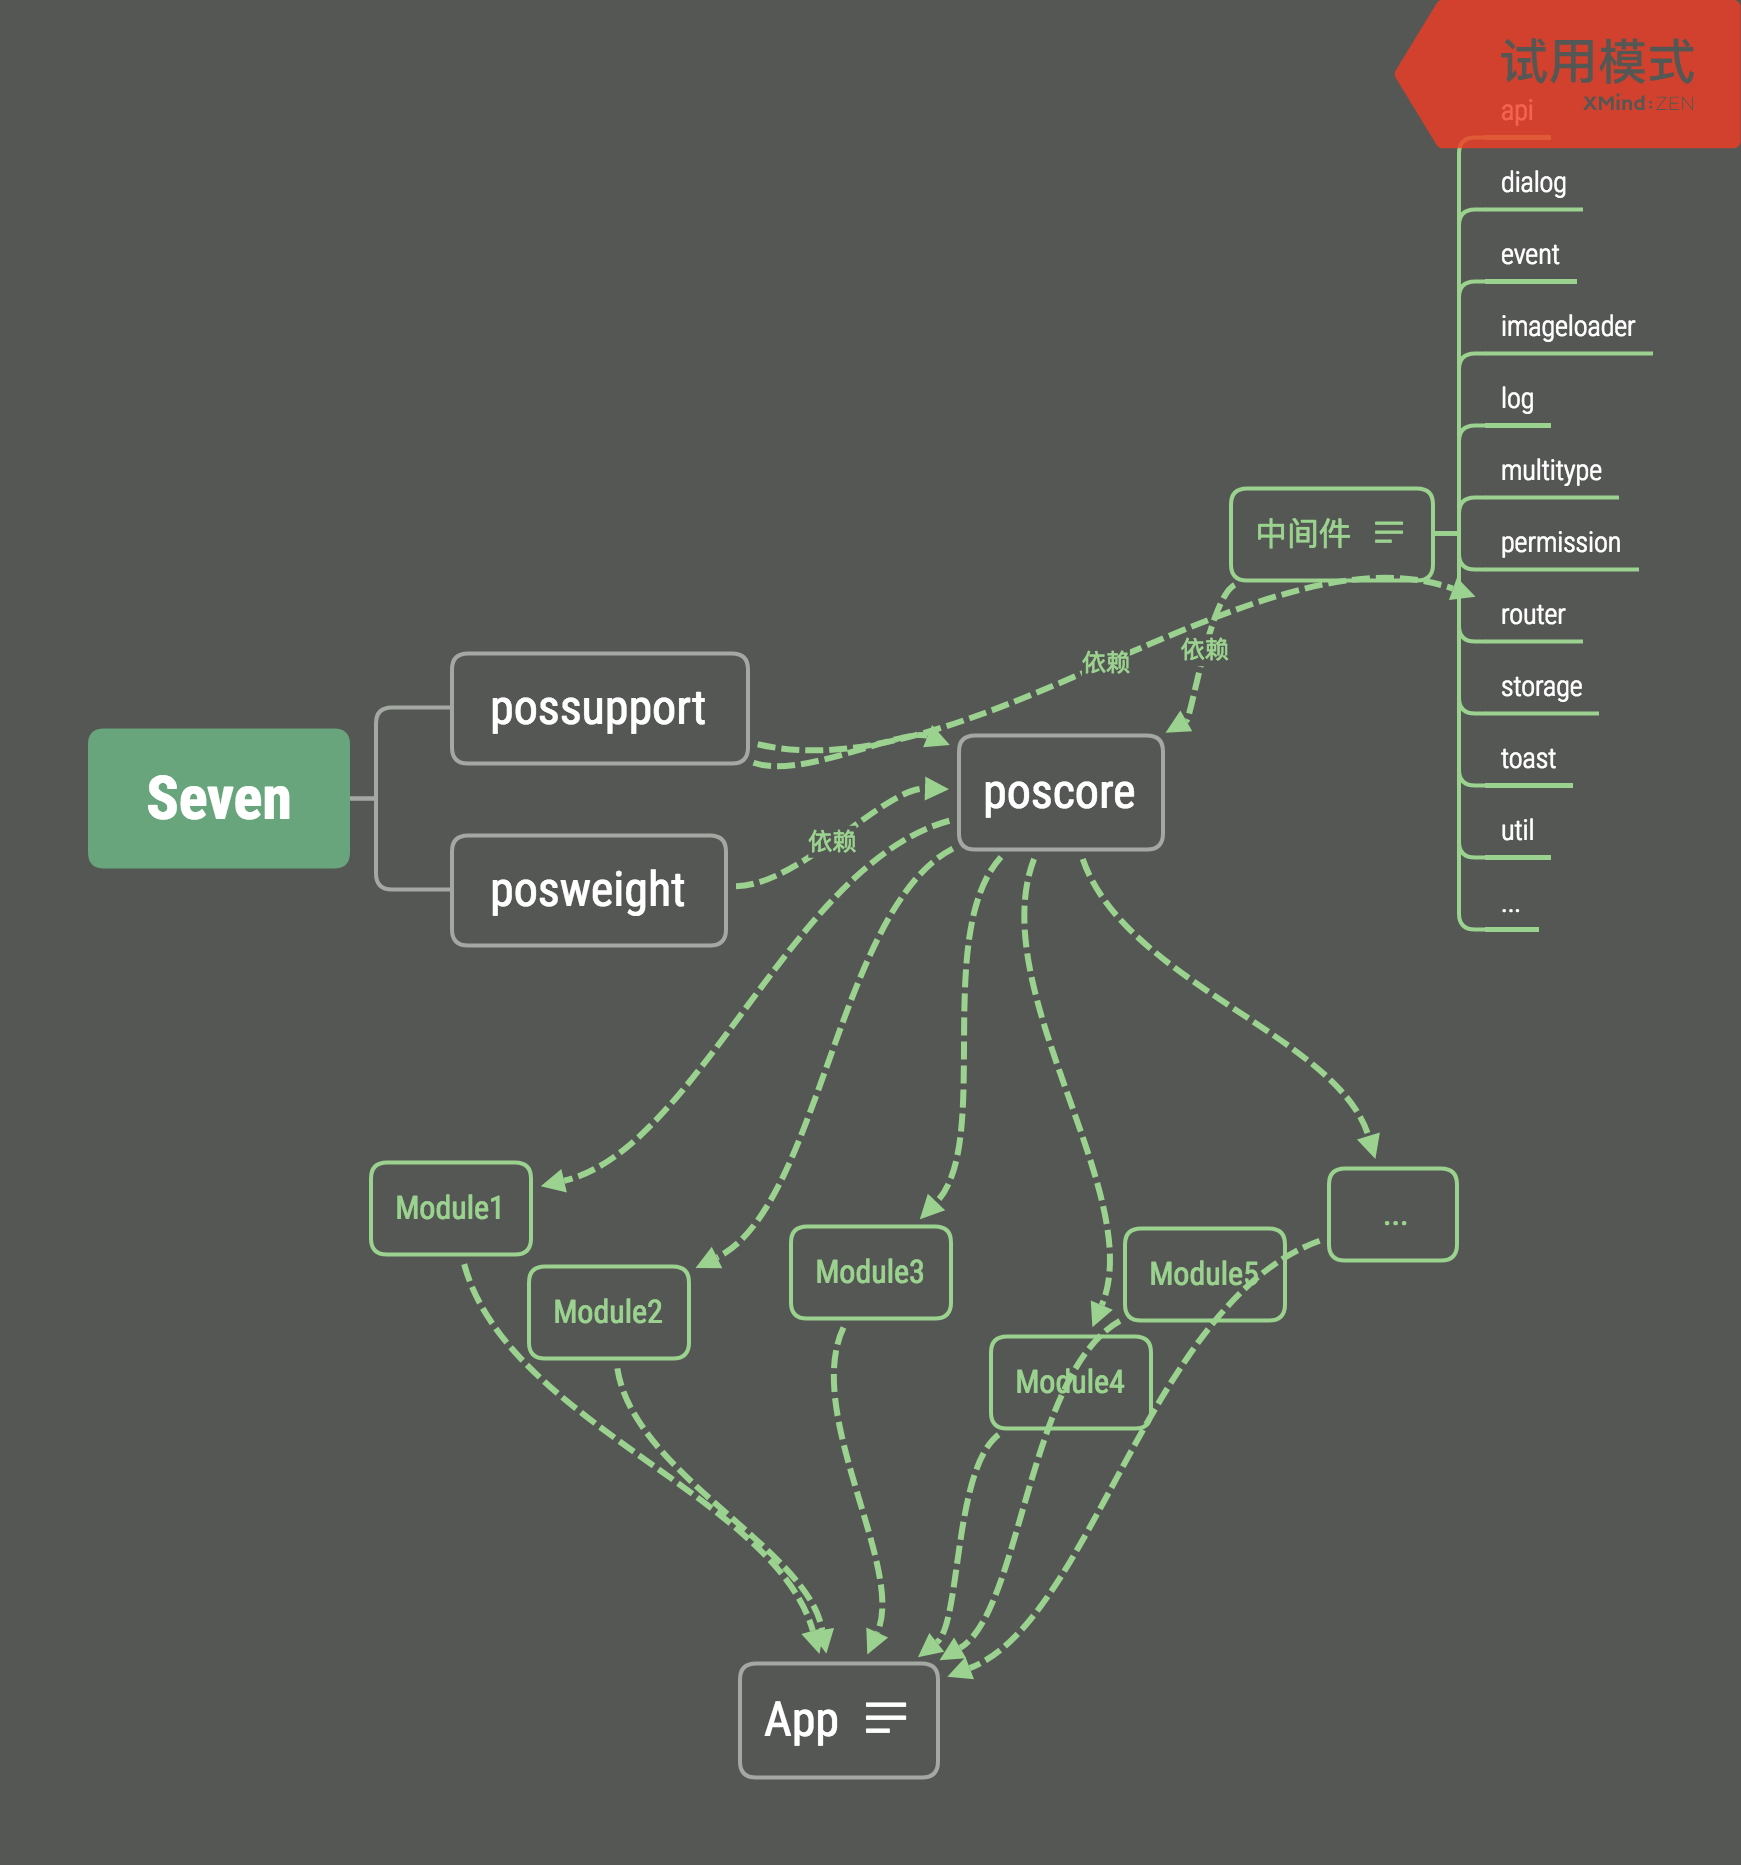 试用模式
XMind:ZEN
api
dialog
event
imageloader
log
multitype
permission
router
storage
toast
util
...
中间件
依赖
依赖
possupport
Seven
poscore
依赖
posweight
Module1
Module2
Module3
Module5
...
Module4
App